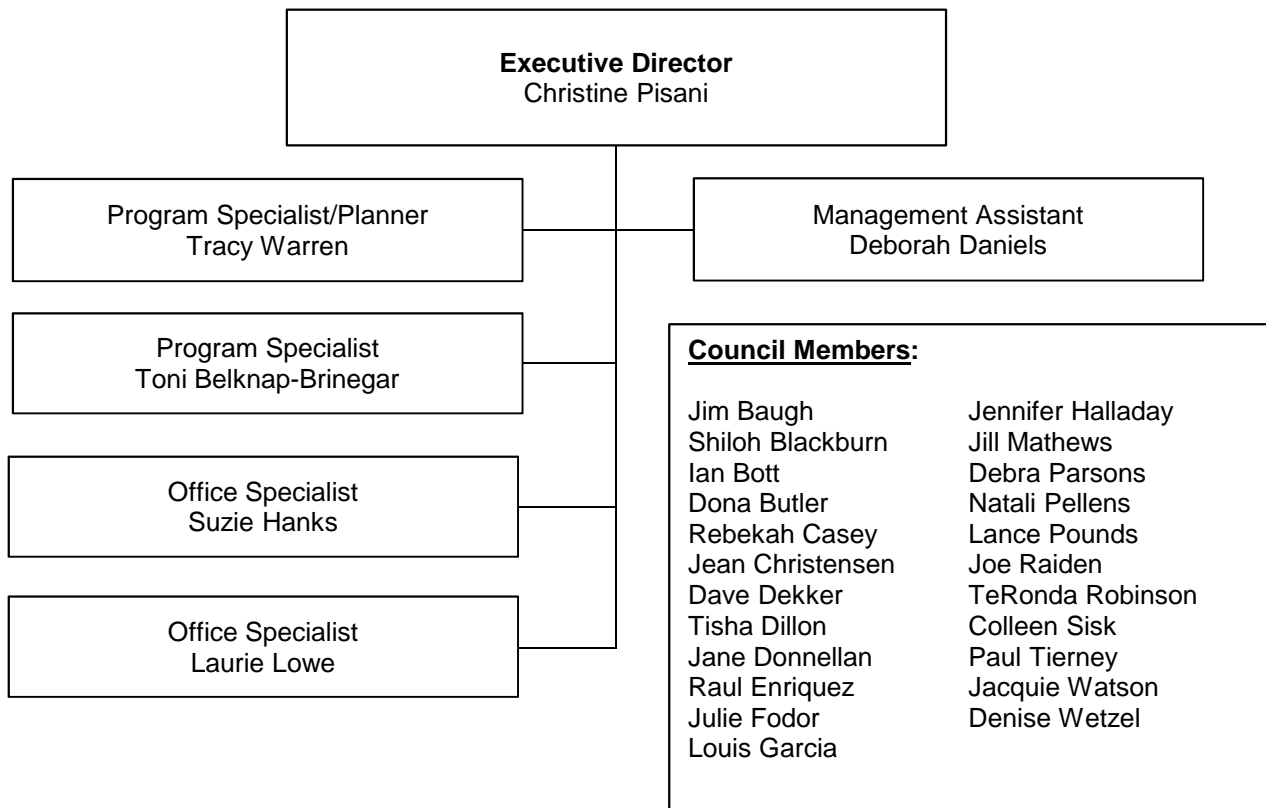 Executive Director
Christine Pisani
Program Specialist/Planner
Tracy Warren
Management Assistant
Deborah Daniels
Program Specialist
Toni Belknap-Brinegar
Office Specialist
Suzie Hanks
Office Specialist
Laurie Lowe
Council Members:
Jim Baugh
Shiloh Blackburn
Ian Bott
Dona Butler
Rebekah Casey
Jean Christensen
Dave Dekker
Tisha Dillon
Jane Donnellan
Raul Enriquez
Julie Fodor
Louis Garcia
Jennifer Halladay
Jill Mathews
Debra Parsons
Natali Pellens
Lance Pounds
Joe Raiden
TeRonda Robinson
Colleen Sisk
Paul Tierney
Jacquie Watson
Denise Wetzel